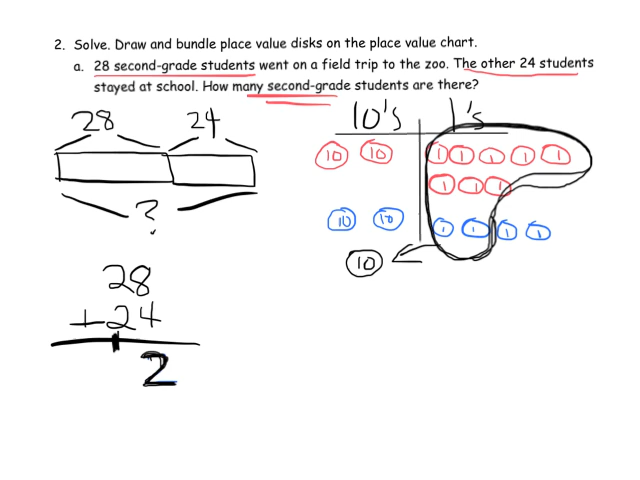 2. Solve. Draw and bundle place value disks on the place value chart.
a. 28 second-grade students went on a field trip to the zoo. The other 24 students
stayed at school. How many second-grade students are there?
28 24
?
10's 1's
10 10 1 1 1 1 1
1 1 1
10 10 1 1 1 1
10
28
+24
2